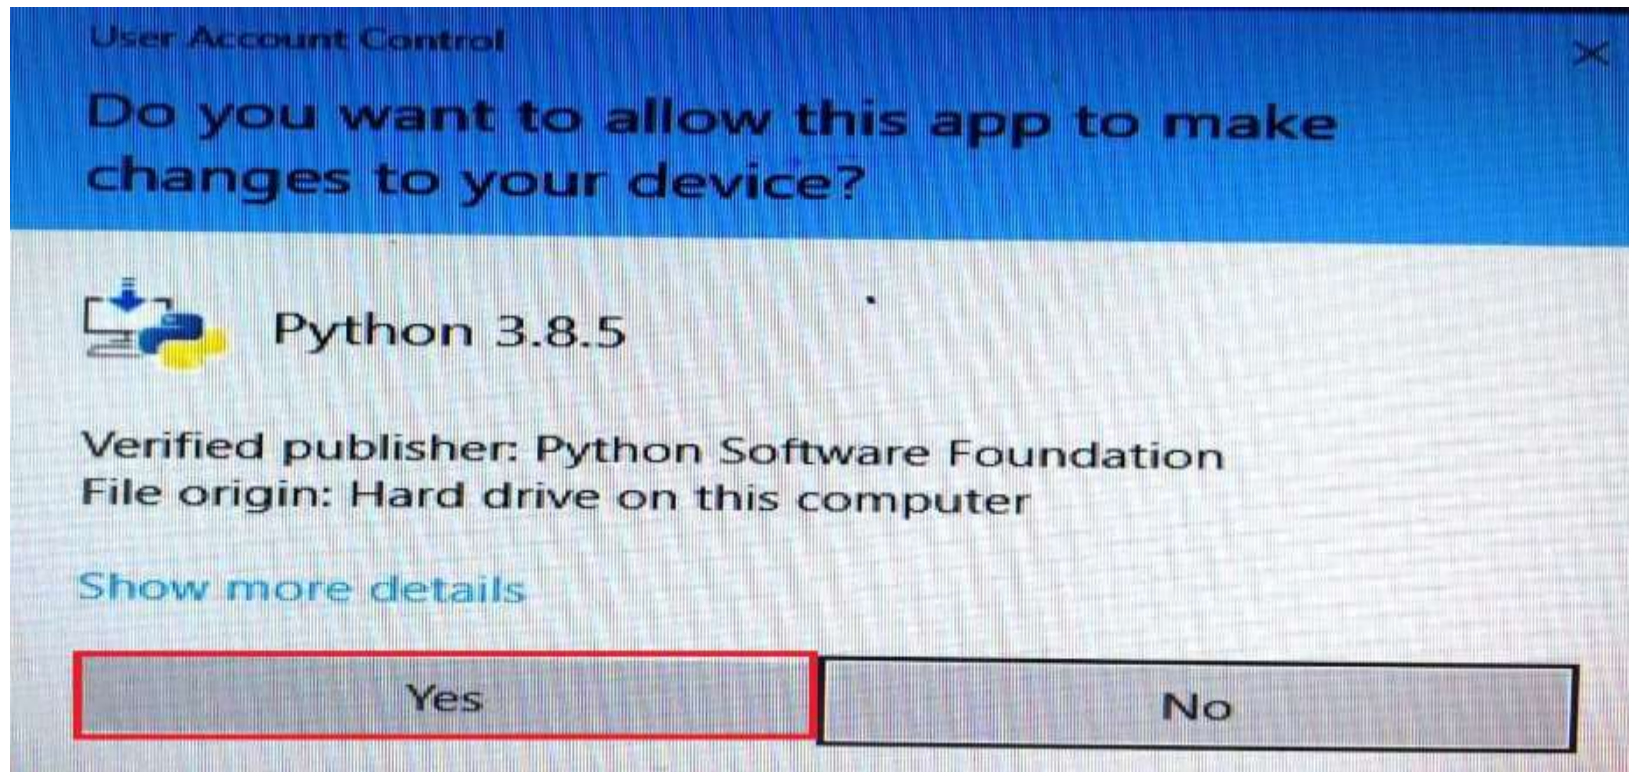 User Account Control
Do you want to allow this app to make
changes to your device?
Python 3.8.5
Verified publisher: Python Software Foundation
File origin: Hard drive on this computer
Show more details
Yes
No